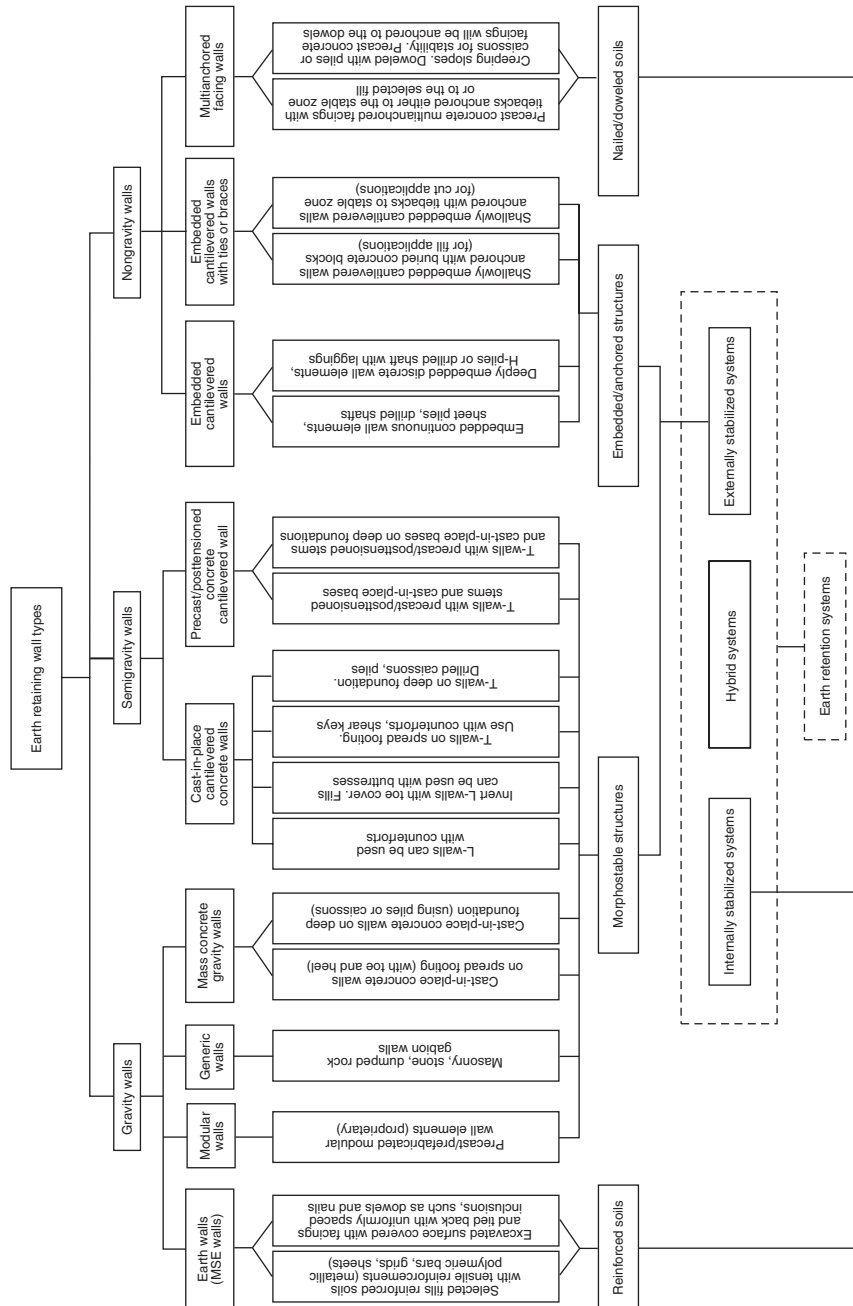 Earth retaining wall types
Gravity walls
Semigravity walls
Nongravity walls
Earth walls
(MSE walls)
Modular
walls
Generic
walls
Mass concrete
gravity walls
Cast-in-place
cantilevered
concrete walls
Precast/posttensioned
concrete
cantilevered wall
Embedded
cantilevered
walls
Embedded
cantilevered walls
with ties or braces
Multianchored
facing walls
Selected fills reinforced soils
with tensile reinforcements (metallic
polymeric bars, grids, sheets)
Excavated surface covered with facings
and tied back with uniformly spaced
inclusions, such as dowels and nails
Precast/prefabricated modular
wall elements (proprietary)
Masonry, stone, dumped rock
gabion walls
Cast-in-place concrete walls
on spread footing (with toe and heel)
Cast-in-place concrete walls on deep
foundation (using piles or caissons)
L-walls can be used
with counterforts
Invert L-walls with toe cover. Fills
can be used with buttresses
T-walls on spread footing.
Use with counterforts, shear keys
T-walls on deep foundation.
Drilled caissons, piles
T-walls with precast/posttensioned
stems and cast-in-place bases
T-walls with precast/posttensioned stems
and cast-in-place bases on deep foundations
Embedded continuous wall elements,
sheet piles, drilled shafts
Deeply embedded discrete wall elements,
H-piles or drilled shaft with laggings
Shallowly embedded cantilevered walls
anchored with buried concrete blocks
(for fill applications)
Shallowly embedded cantilevered walls
anchored with tiebacks to stable zone
(for cut applications)
Precast concrete multianchored facings with
tiebacks anchored either to the stable zone
or to the selected
fill
Creeping slopes. Doweled with piles or
caissons for stability. Precast concrete
facings will be anchored to the dowels
Reinforced soils
Morphostable structures
Embedded/anchored structures
Nailed/doweled soils
Internally stabilized systems
Hybrid systems
Externally stabilized systems
Earth retention systems